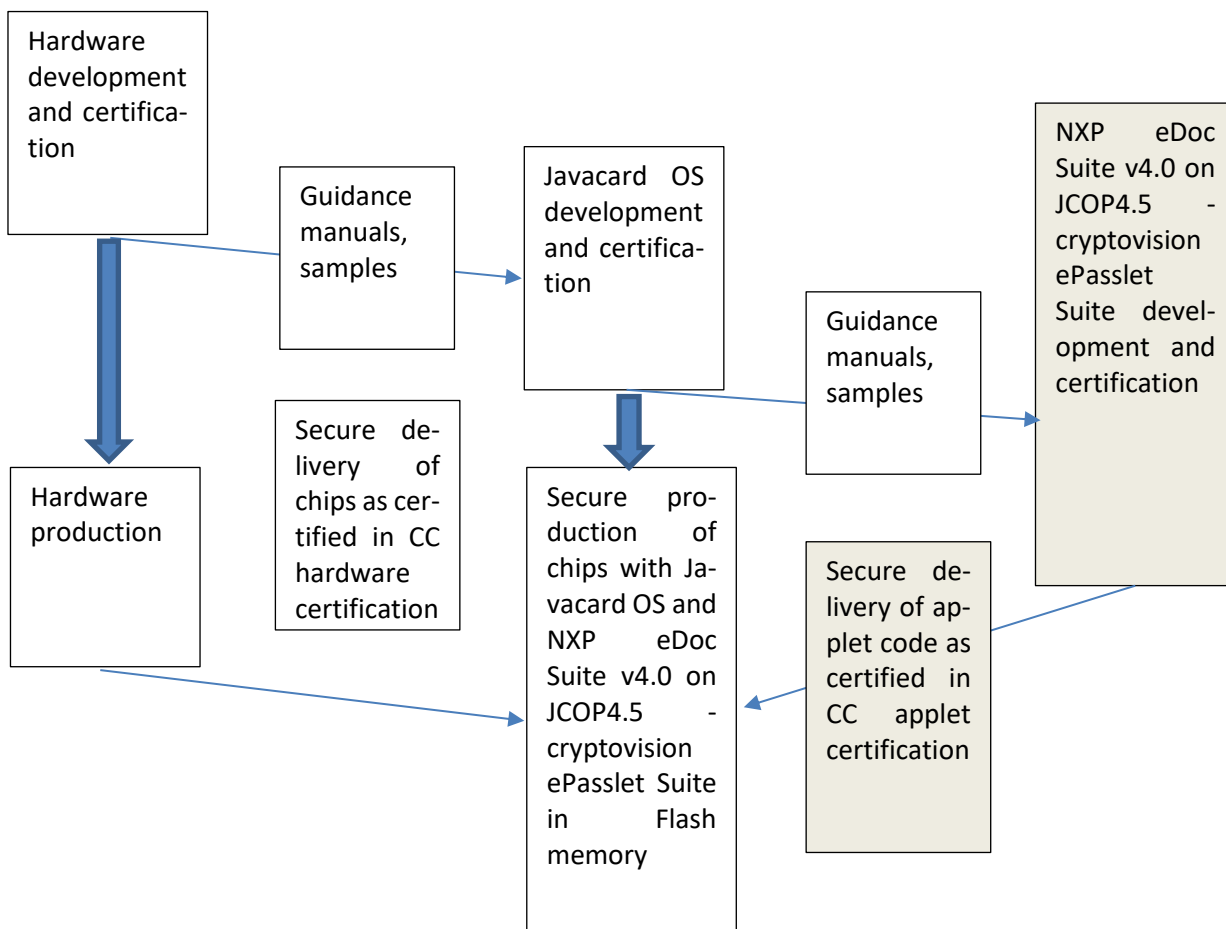 Hardware
development
and certifica-
tion
Guidance
manuals,
samples
Javacard OS
development
and certifica-
tion
NXP eDoc
Suite v4.0 on
JCOP4.5 -
cryptovision
ePasslet
Suite devel-
opment and
certification
Guidance
manuals,
samples
Hardware
production
Secure de-
livery of
chips as cer-
tified in CC
hardware
certification
Secure pro-
duction of
chips with Ja-
vacard OS and
NXP eDoc
Suite v4.0 on
JCOP4.5 -
cryptovision
ePasslet Suite
in Flash
memory
Secure de-
livery of ap-
plet code as
certified in
CC applet
certification